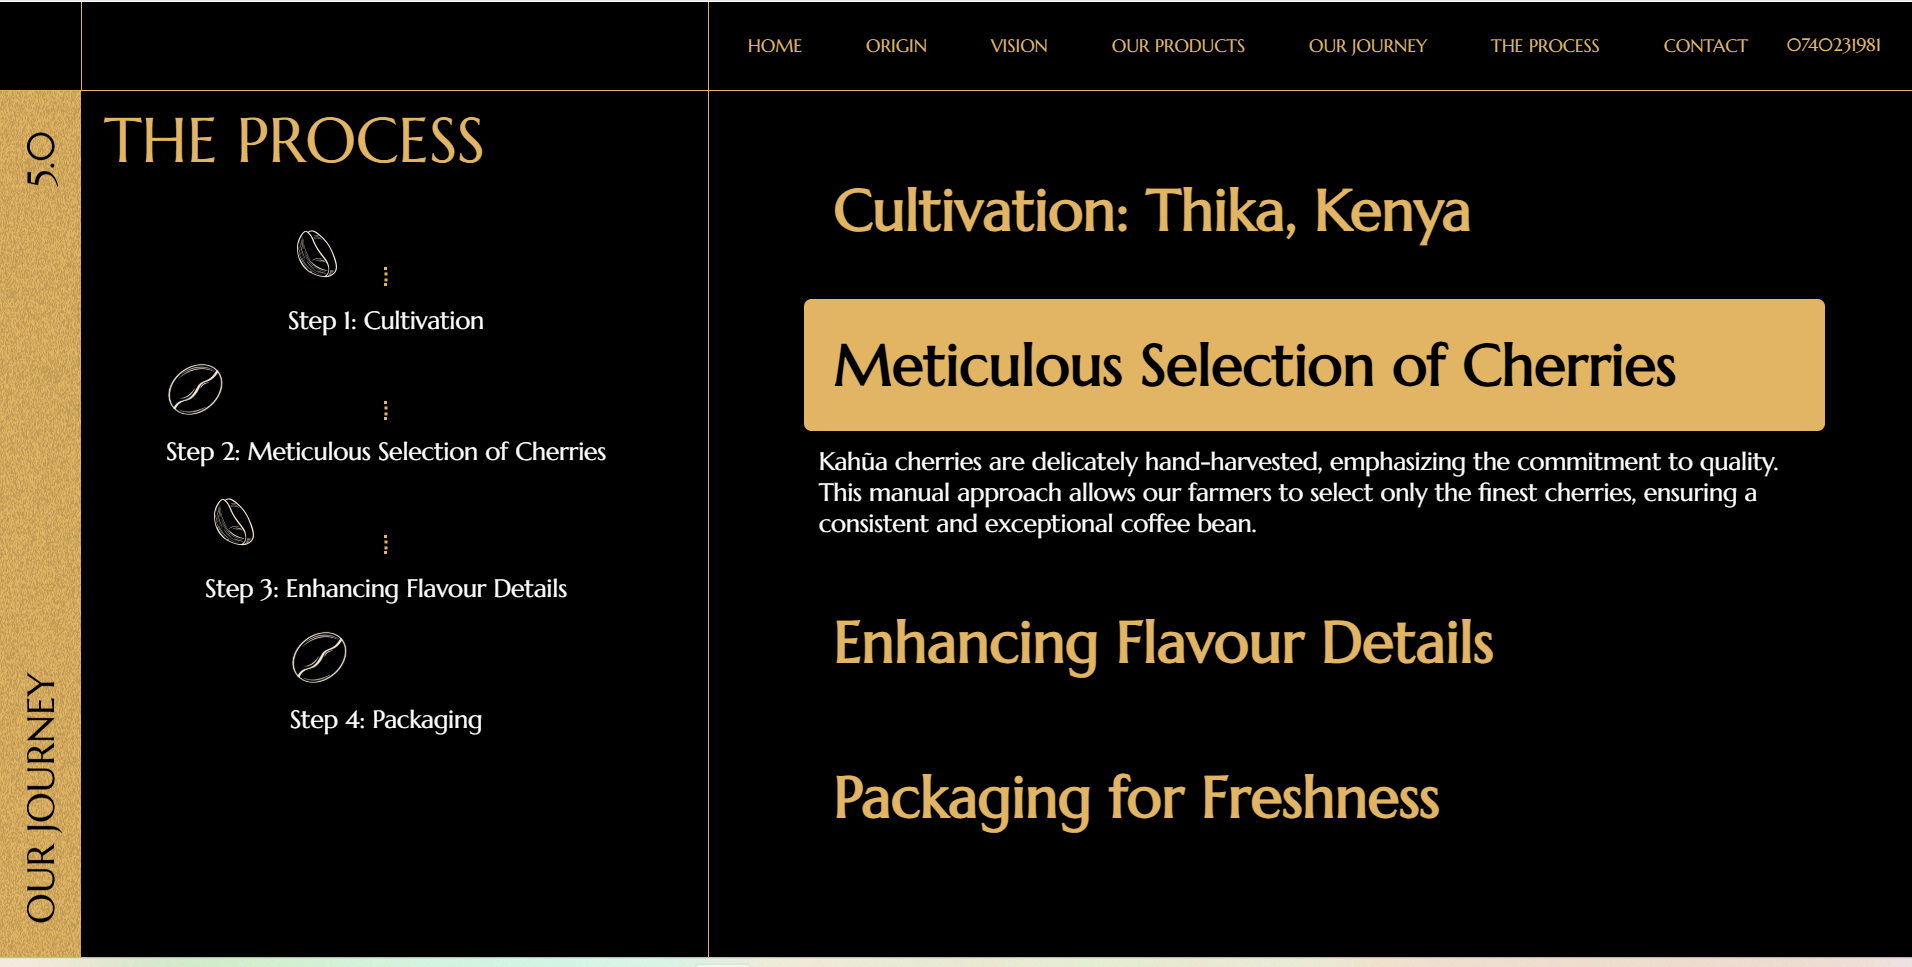 HOME
ORIGIN
VISION
OUR PRODUCTS
OUR JOURNEY
THE PROCESS
CONTACT
0740231981
5.0
OUR JOURNEY
THE PROCESS
Step 1: Cultivation
Step 2: Meticulous Selection of Cherries
Step 3: Enhancing Flavour Details
Step 4: Packaging
Cultivation: Thika, Kenya
Meticulous Selection of Cherries
Kahũa cherries are delicately hand-harvested, emphasizing the commitment to quality.
This manual approach allows our farmers to select only the finest cherries, ensuring a
consistent and exceptional coffee bean.
Enhancing Flavour Details
Packaging for Freshness